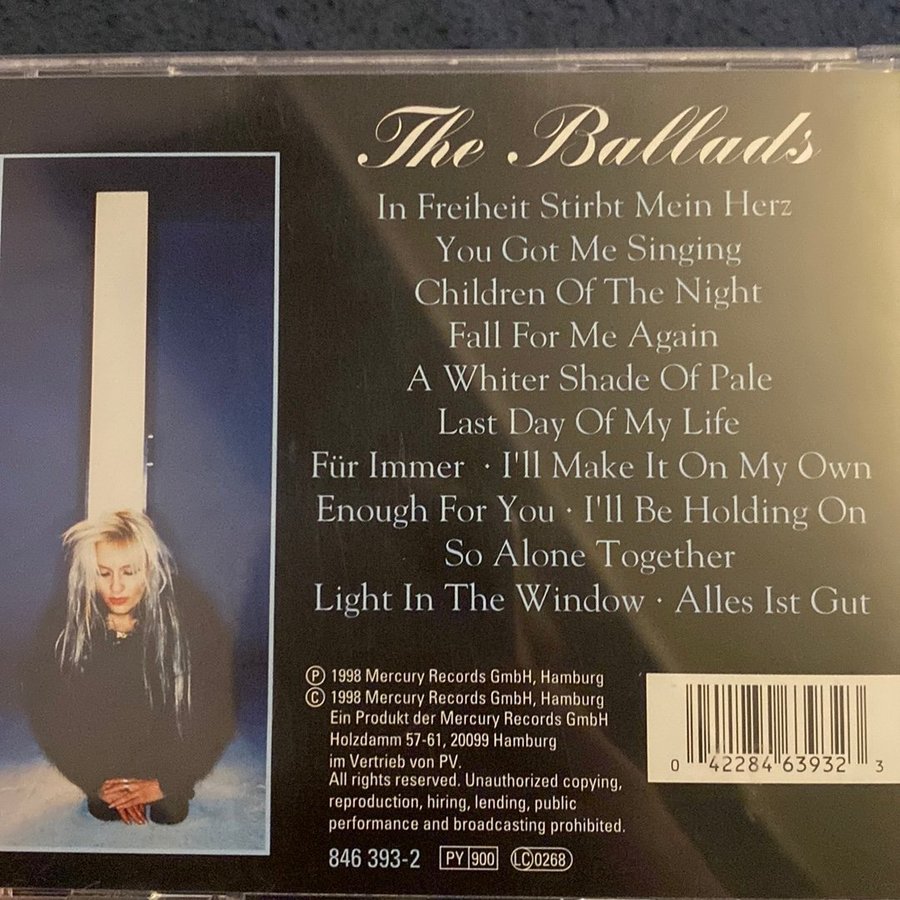 The Ballads
In Freiheit Stirbt Mein Herz
You Got Me Singing
Children Of The Night
Fall For Me Again
A Whiter Shade Of Pale
Last Day Of My Life
Für Immer · I'll Make It On My Own
Enough For You · I'll Be Holding On
So Alone Together
Light In The Window · Alles Ist Gut
Ⓟ 1998 Mercury Records GmbH, Hamburg
Ⓒ 1998 Mercury Records GmbH, Hamburg
Ein Produkt der Mercury Records GmbH
Holzdamm 57-61, 20099 Hamburg
im Vertrieb von PV.
All rights reserved. Unauthorized copying,
reproduction, hiring, lending, public
performance and broadcasting prohibited.
846 393-2 PY 900 LC 0268
0 42284 63932 3